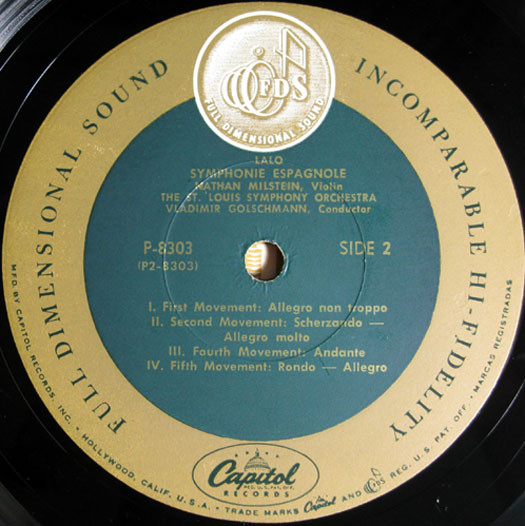 FDS
FULL DIMENSIONAL SOUND
FULL DIMENSIONAL SOUND
INCOMPARABLE HI-FIDELITY
LALO
SYMPHONIE ESPAGNOLE
NATHAN MILSTEIN, Violin
THE ST. LOUIS SYMPHONY ORCHESTRA
VLADIMIR GOLSCHMANN, Conductor
P-8303
(P2-8303)
SIDE 2
I. First Movement: Allegro non troppo
II. Second Movement: Scherzando —
Allegro molto
III. Fourth Movement: Andante
IV. Fifth Movement: Rondo — Allegro
Capitol
RECORDS
MFD. BY CAPITOL RECORDS, INC. • HOLLYWOOD, CALIF. U.S.A. • TRADE MARKS Capitol AND FDS REG. U.S. PAT. OFF. • MARCAS REGISTRADAS